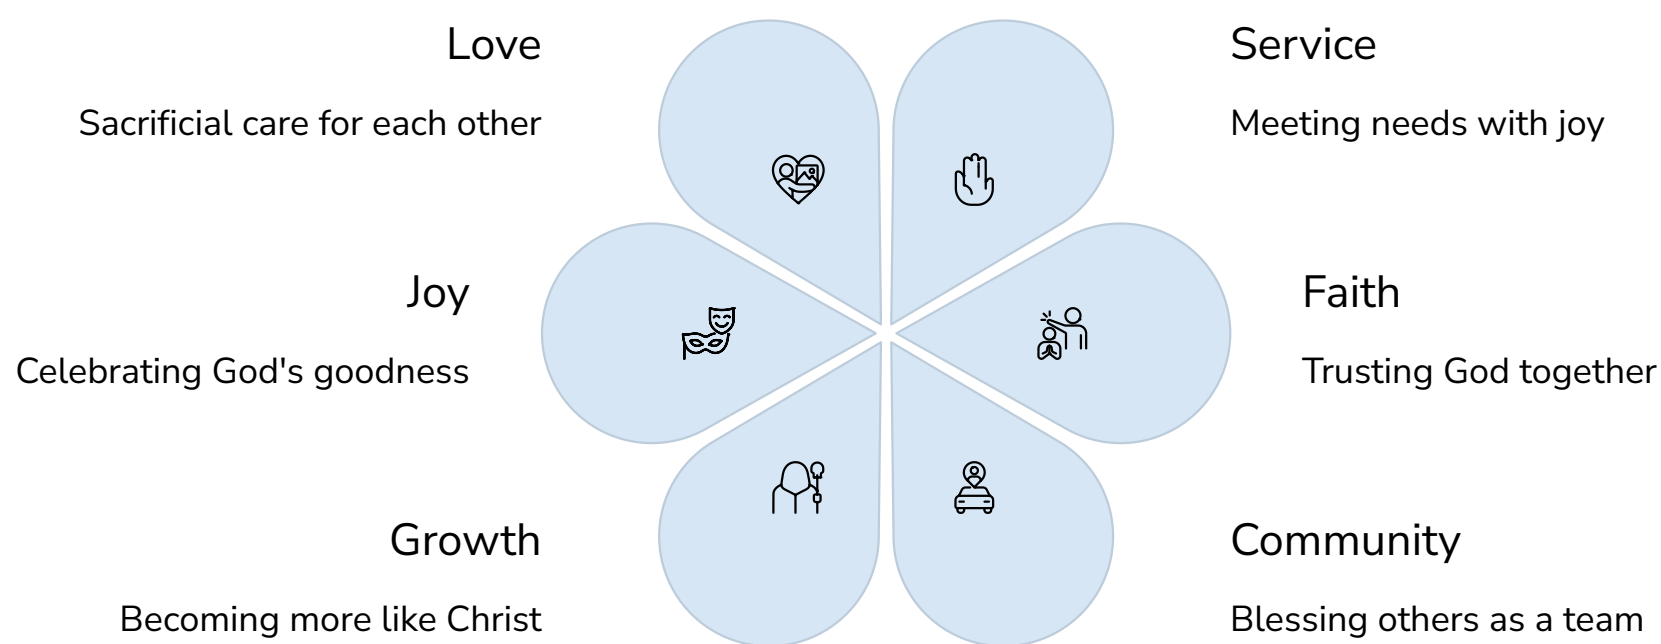 Love
Sacrificial care for each other
Service
Meeting needs with joy
Joy
Celebrating God's goodness
Faith
Trusting God together
Growth
Becoming more like Christ
Community
Blessing others as a team